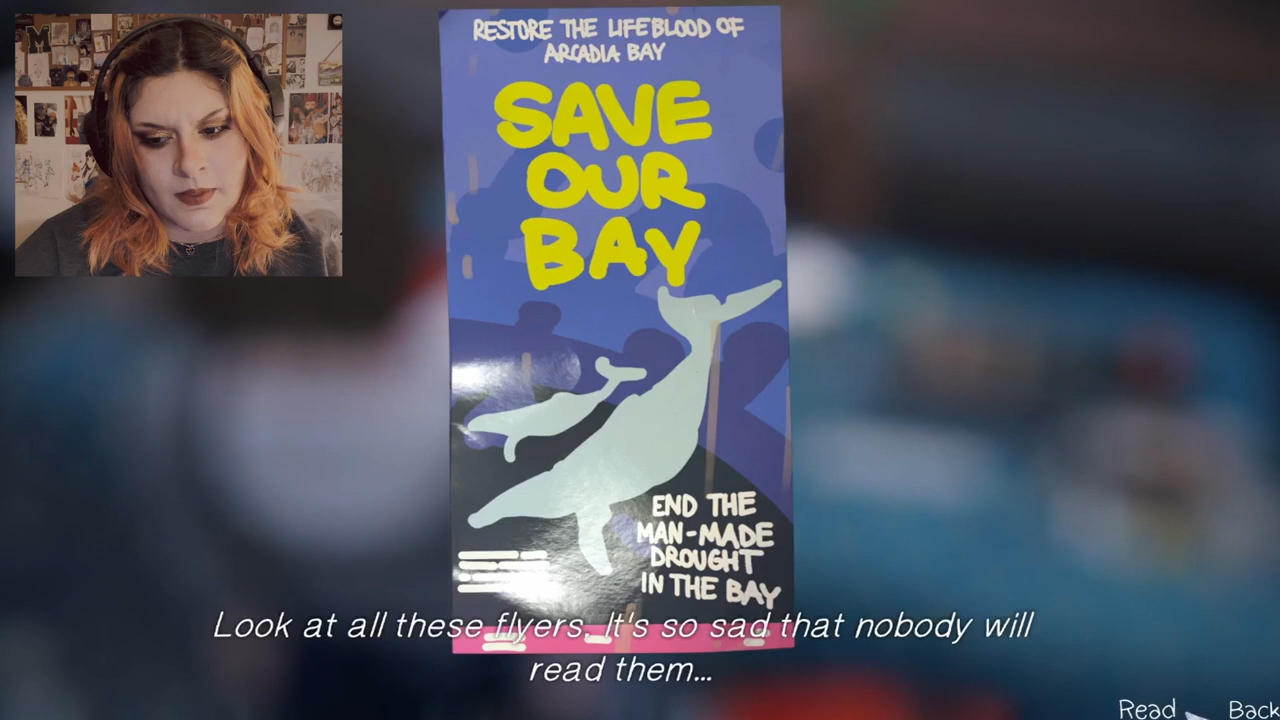 RESTORE THE LIFEBLOOD OF
ARCADIA BAY
SAVE
OUR
BAY
END THE
MAN-MADE
DROUGHT
IN THE BAY
Look at all these flyers. It's so sad that nobody will
read them...
Read Back